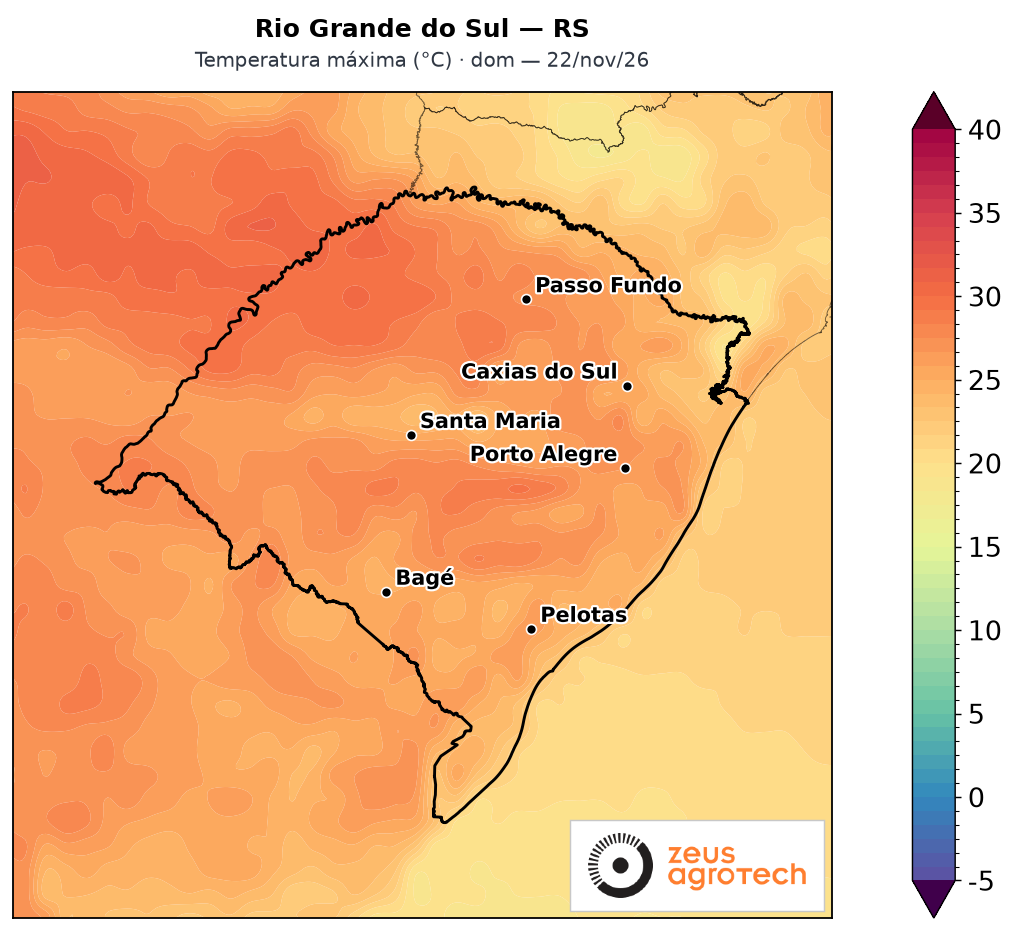 Rio Grande do Sul — RS
Temperatura máxima (°C) · dom — 22/nov/26
40
35
30
25
20
15
10
5
0
-5
Passo Fundo
Caxias do Sul
Santa Maria
Porto Alegre
Bagé
Pelotas
zeus
agrotech